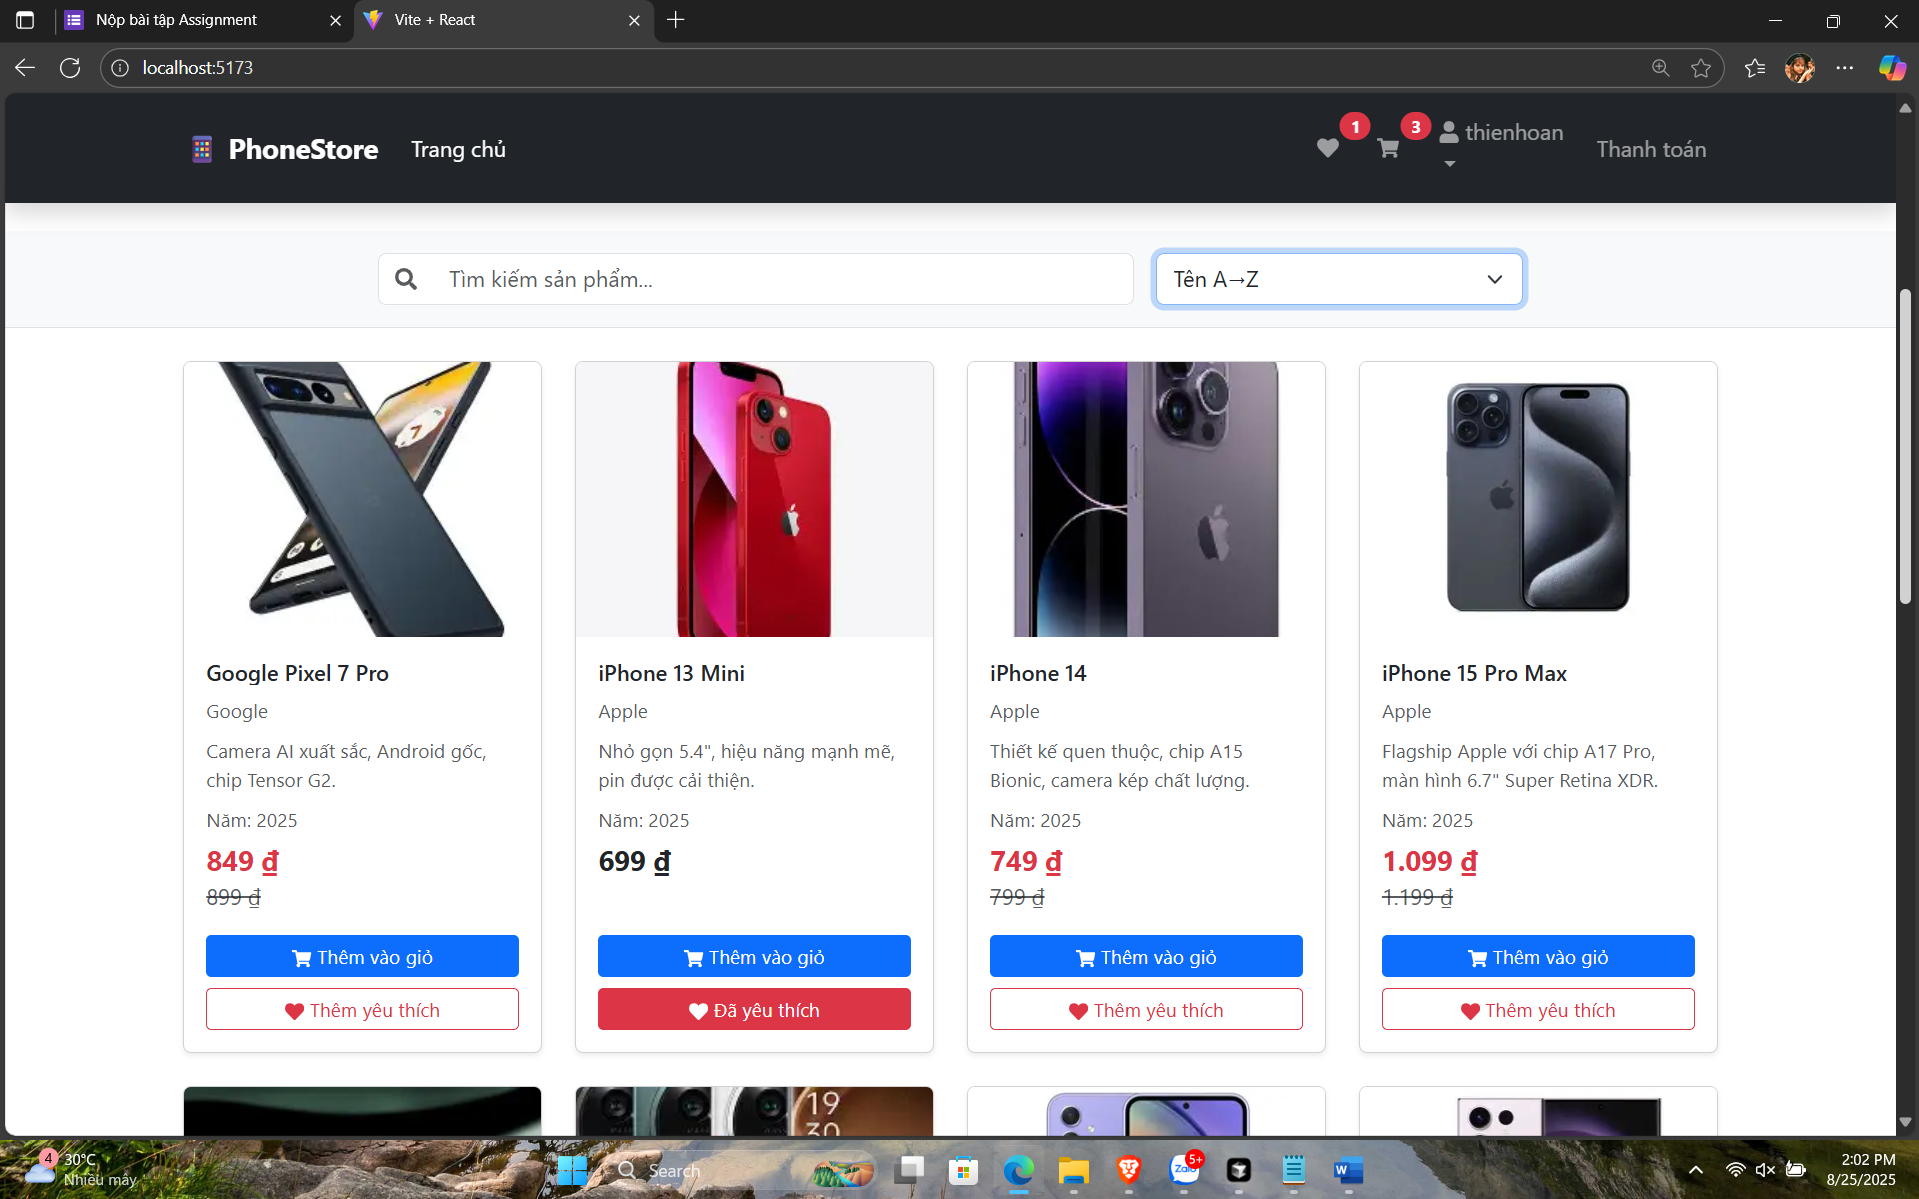 Nộp bài tập Assignment
Vite + React
localhost:5173
PhoneStore
Trang chủ
1
3
thienhoan
Thanh toán
Tìm kiếm sản phẩm...
Tên A→Z
Google Pixel 7 Pro
Google
Camera AI xuất sắc, Android gốc,
chip Tensor G2.
Năm: 2025
849 ₫
899 ₫
Thêm vào giỏ
Thêm yêu thích
iPhone 13 Mini
Apple
Nhỏ gọn 5.4", hiệu năng mạnh mẽ,
pin được cải thiện.
Năm: 2025
699 ₫
Thêm vào giỏ
Đã yêu thích
iPhone 14
Apple
Thiết kế quen thuộc, chip A15
Bionic, camera kép chất lượng.
Năm: 2025
749 ₫
799 ₫
Thêm vào giỏ
Thêm yêu thích
iPhone 15 Pro Max
Apple
Flagship Apple với chip A17 Pro,
màn hình 6.7" Super Retina XDR.
Năm: 2025
1.099 ₫
1.199 ₫
Thêm vào giỏ
Thêm yêu thích
19
30
4
30°C
Nhiều mây
Search
Zalo
5+
W
2:02 PM
8/25/2025